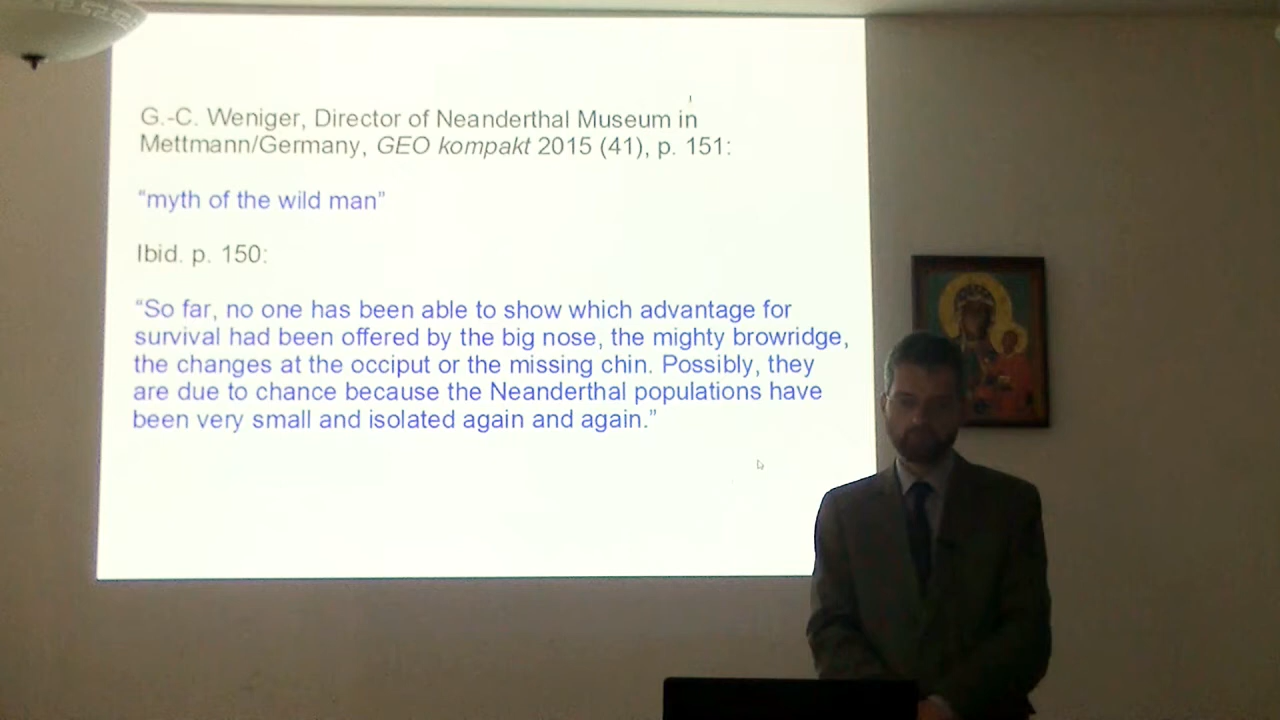 G.-C. Weniger, Director of Neanderthal Museum in
Mettmann/Germany, GEO kompakt 2015 (41), p. 151:
“myth of the wild man”
Ibid. p. 150:
“So far, no one has been able to show which advantage for
survival had been offered by the big nose, the mighty browridge,
the changes at the occiput or the missing chin. Possibly, they
are due to chance because the Neanderthal populations have
been very small and isolated again and again.”